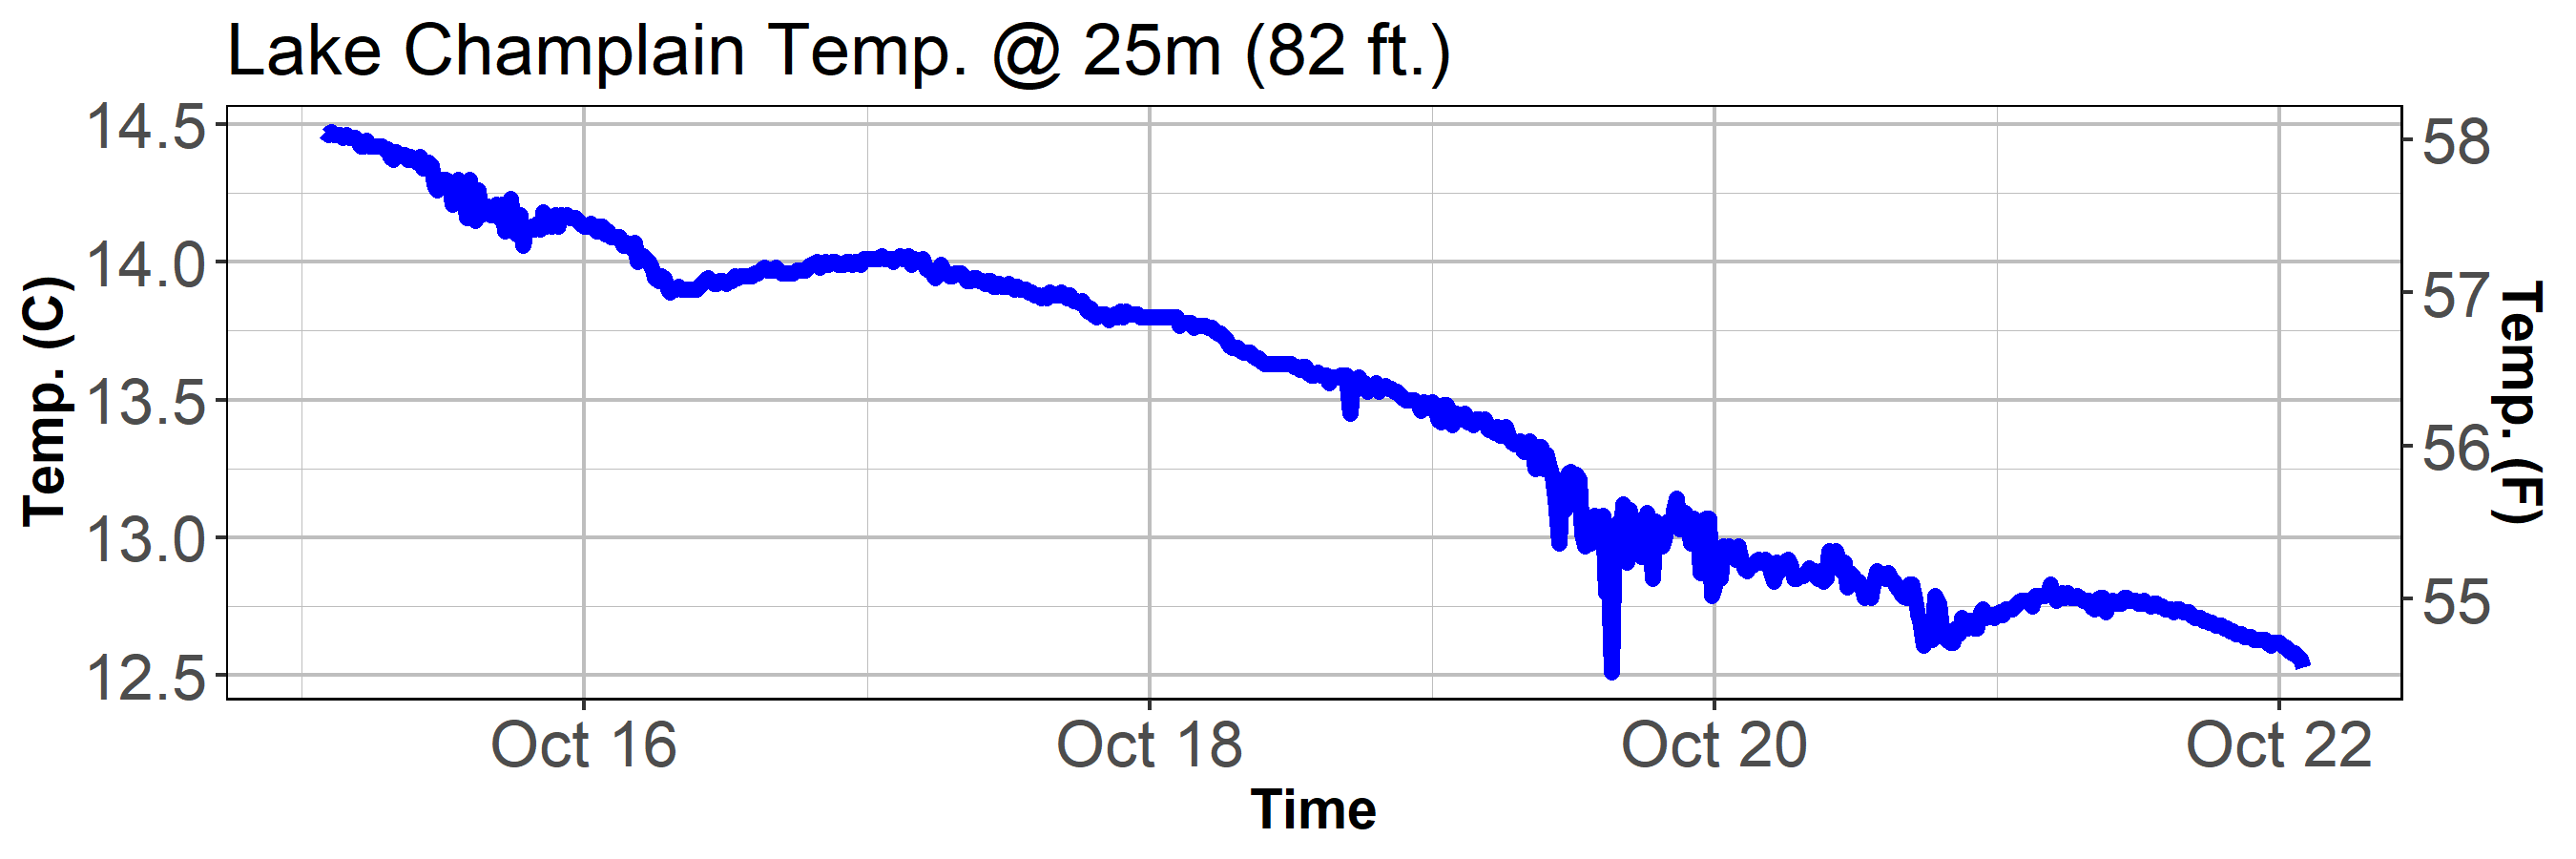 Lake Champlain Temp. @ 25m (82 ft.)
Temp. (C)
14.5
14.0
13.5
13.0
12.5
58
57
56
55
Temp. (F)
Oct 16 Oct 18 Oct 20 Oct 22
Time